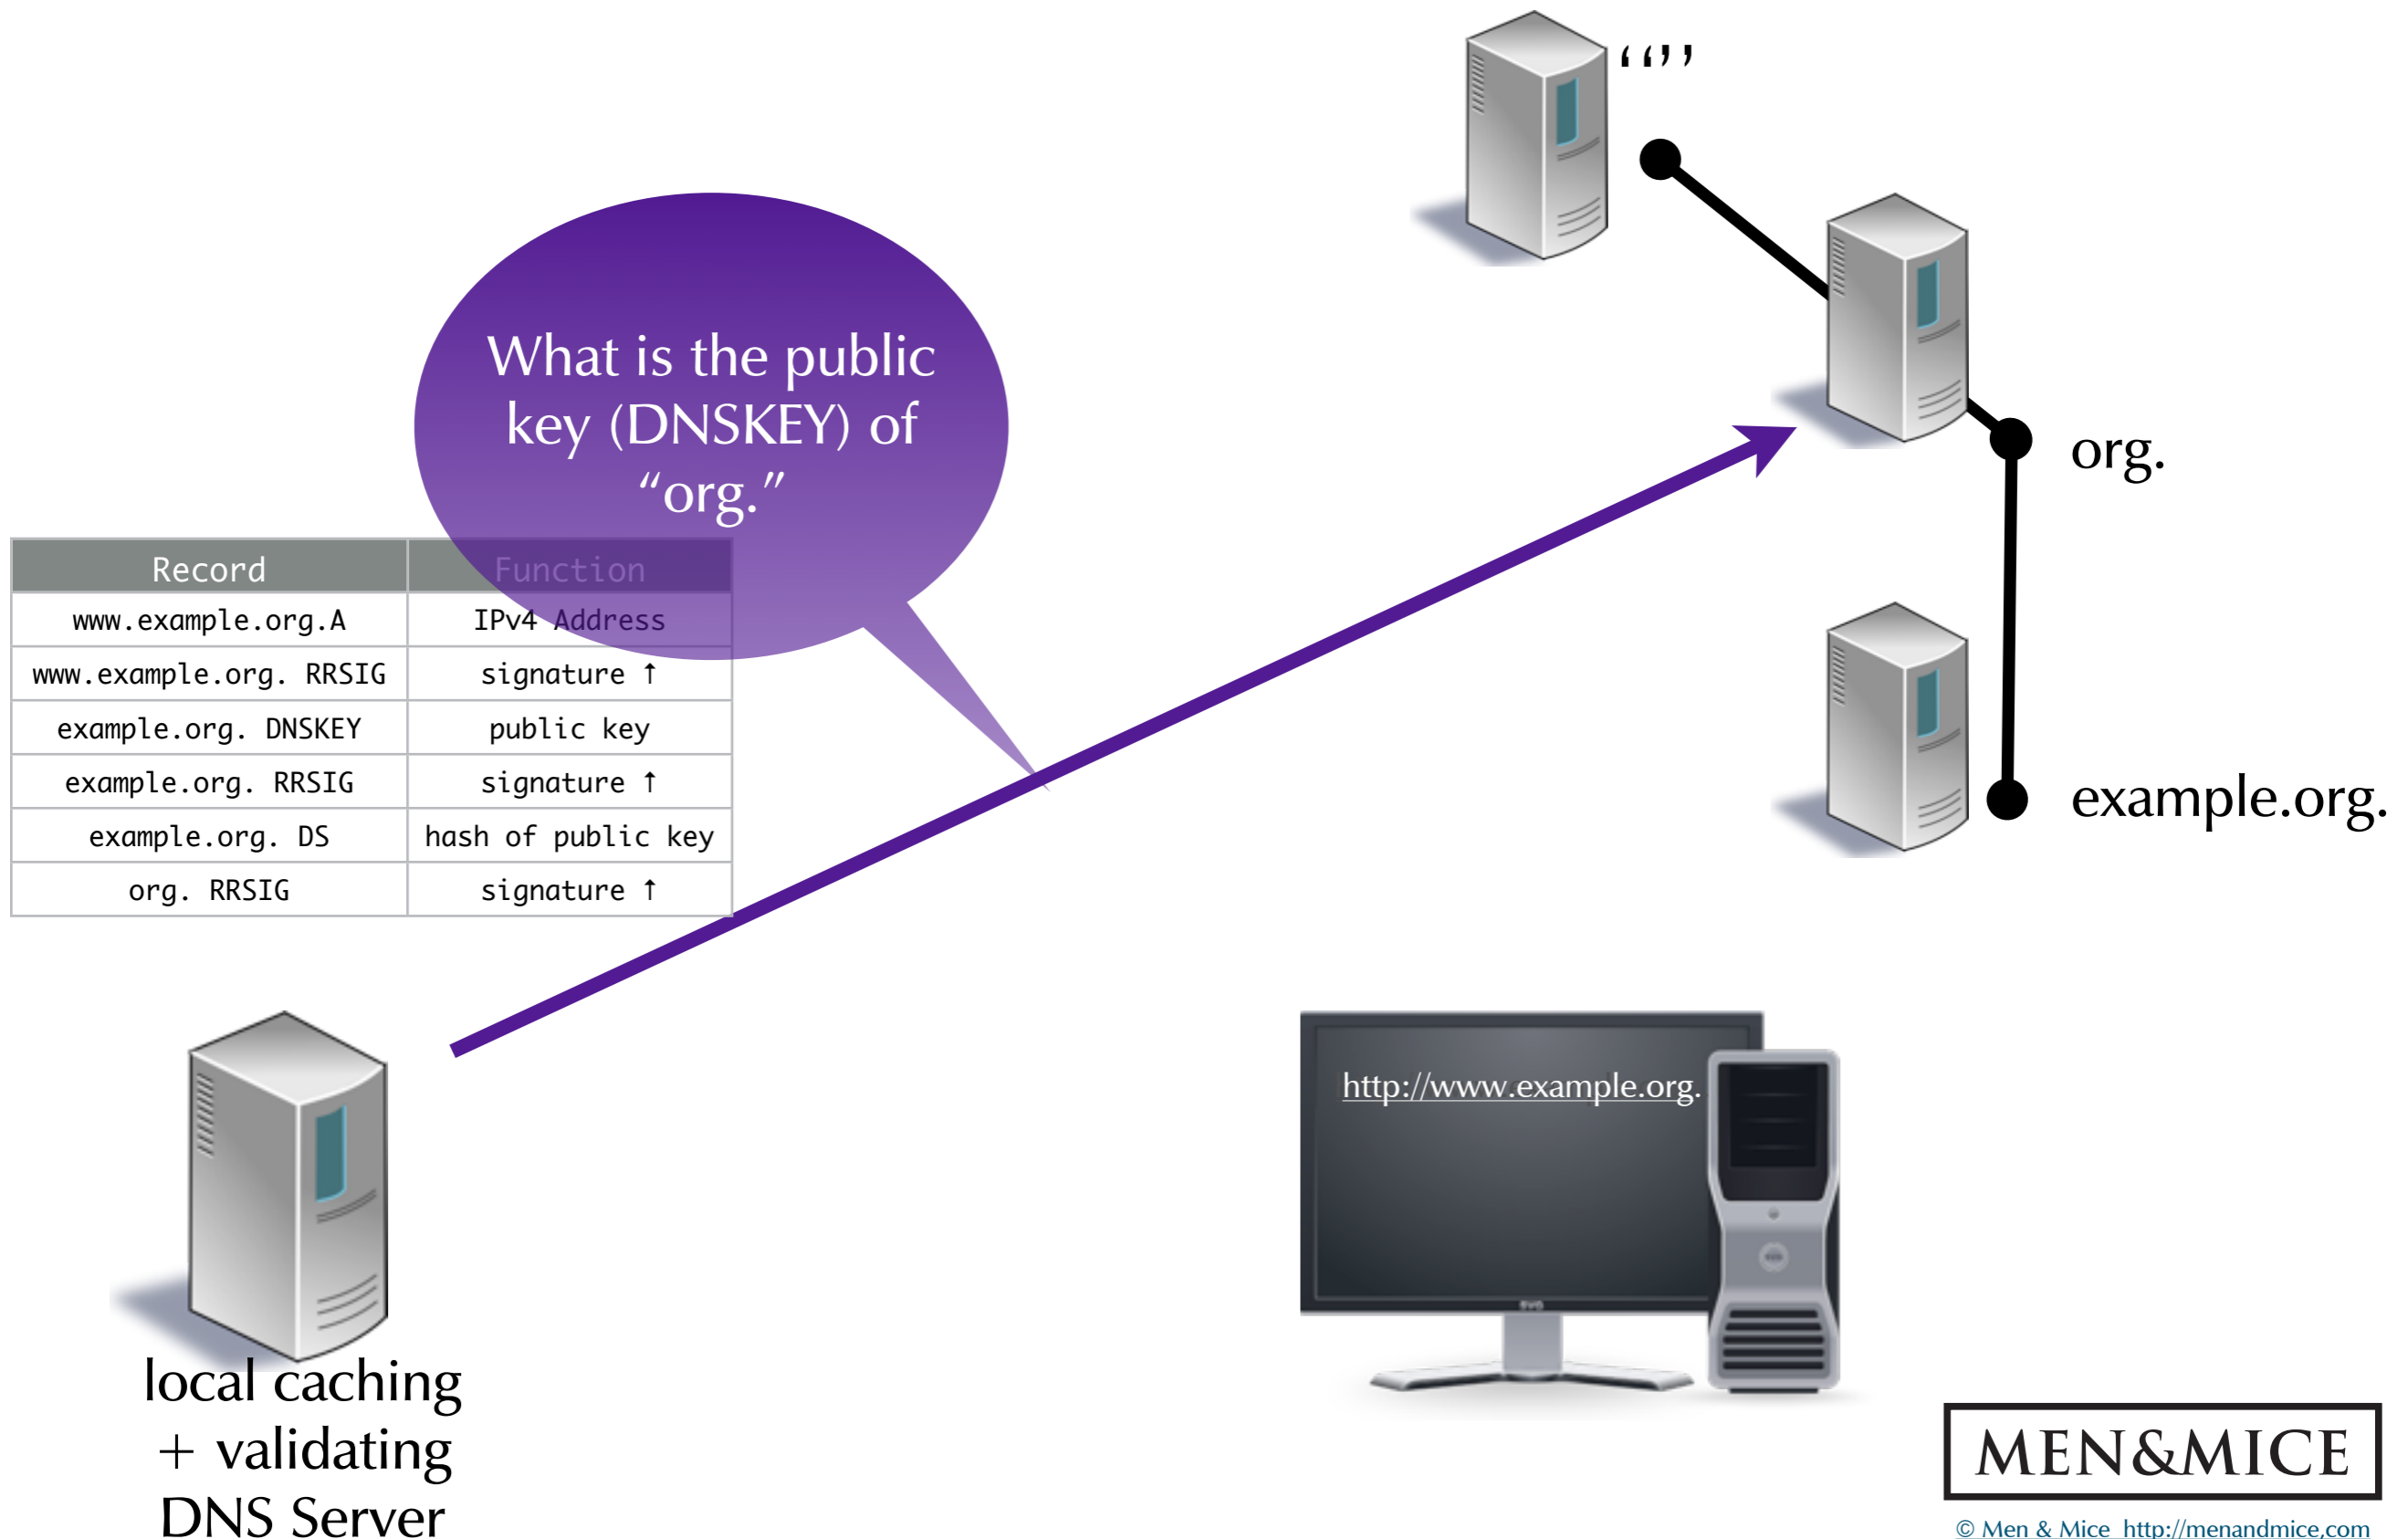 “”
What is the public
key (DNSKEY) of
“org.”
org.
Record Function
www.example.org.A IPv4 Address
www.example.org. RRSIG signature ↑
example.org. DNSKEY public key
example.org. RRSIG signature ↑
example.org. DS hash of public key
org. RRSIG signature ↑
example.org.
http://www.example.org.
local caching
+ validating
DNS Server
MEN&MICE
© Men & Mice http://menandmice.com